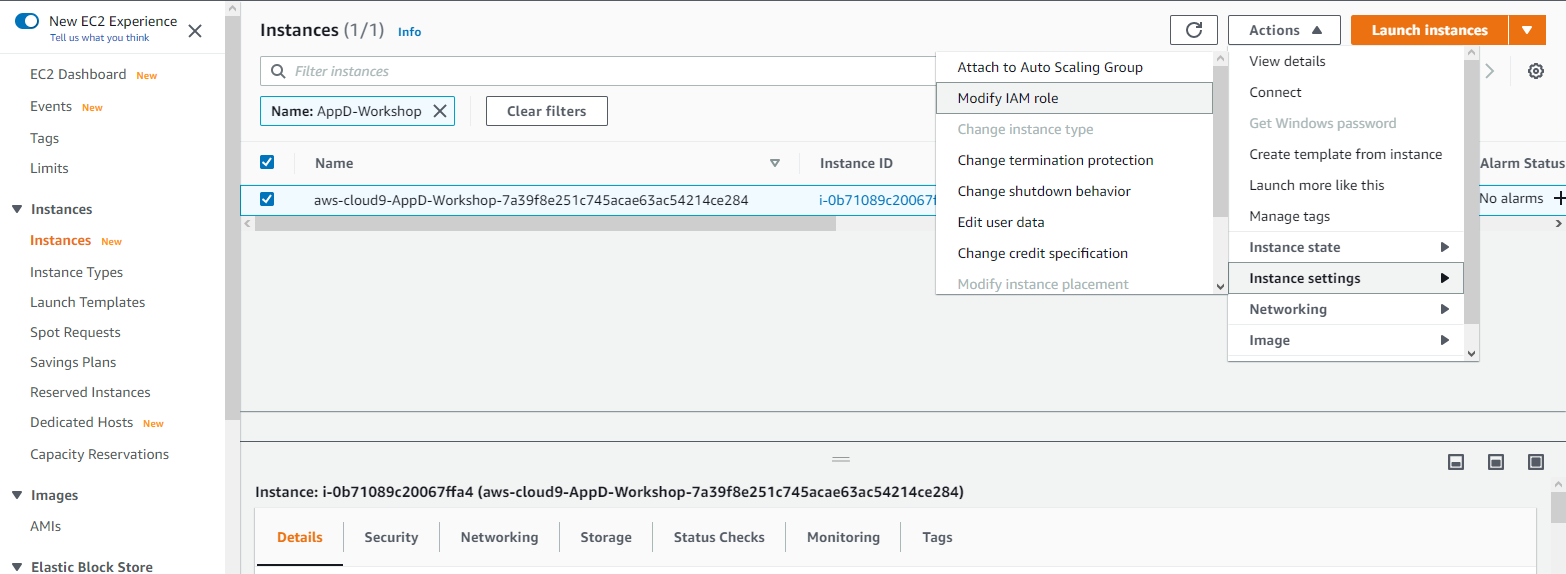 New EC2 Experience
Tell us what you think
EC2 Dashboard New
Events New
Tags
Limits
Instances
Instances New
Instance Types
Launch Templates
Spot Requests
Savings Plans
Reserved Instances
Dedicated Hosts New
Capacity Reservations
Images
AMIs
Elastic Block Store
Instances (1/1) Info
Actions
Launch instances
Filter instances
Name: AppD-Workshop
Clear filters
Name
Instance ID
Alarm Status
aws-cloud9-AppD-Workshop-7a39f8e251c745acae63ac54214ce284
i-0b71089c20067f
No alarms
Attach to Auto Scaling Group
Modify IAM role
Change instance type
Change termination protection
Change shutdown behavior
Edit user data
Change credit specification
Modify instance placement
View details
Connect
Get Windows password
Create template from instance
Launch more like this
Manage tags
Instance state
Instance settings
Networking
Image
Instance: i-0b71089c20067ffa4 (aws-cloud9-AppD-Workshop-7a39f8e251c745acae63ac54214ce284)
Details
Security
Networking
Storage
Status Checks
Monitoring
Tags